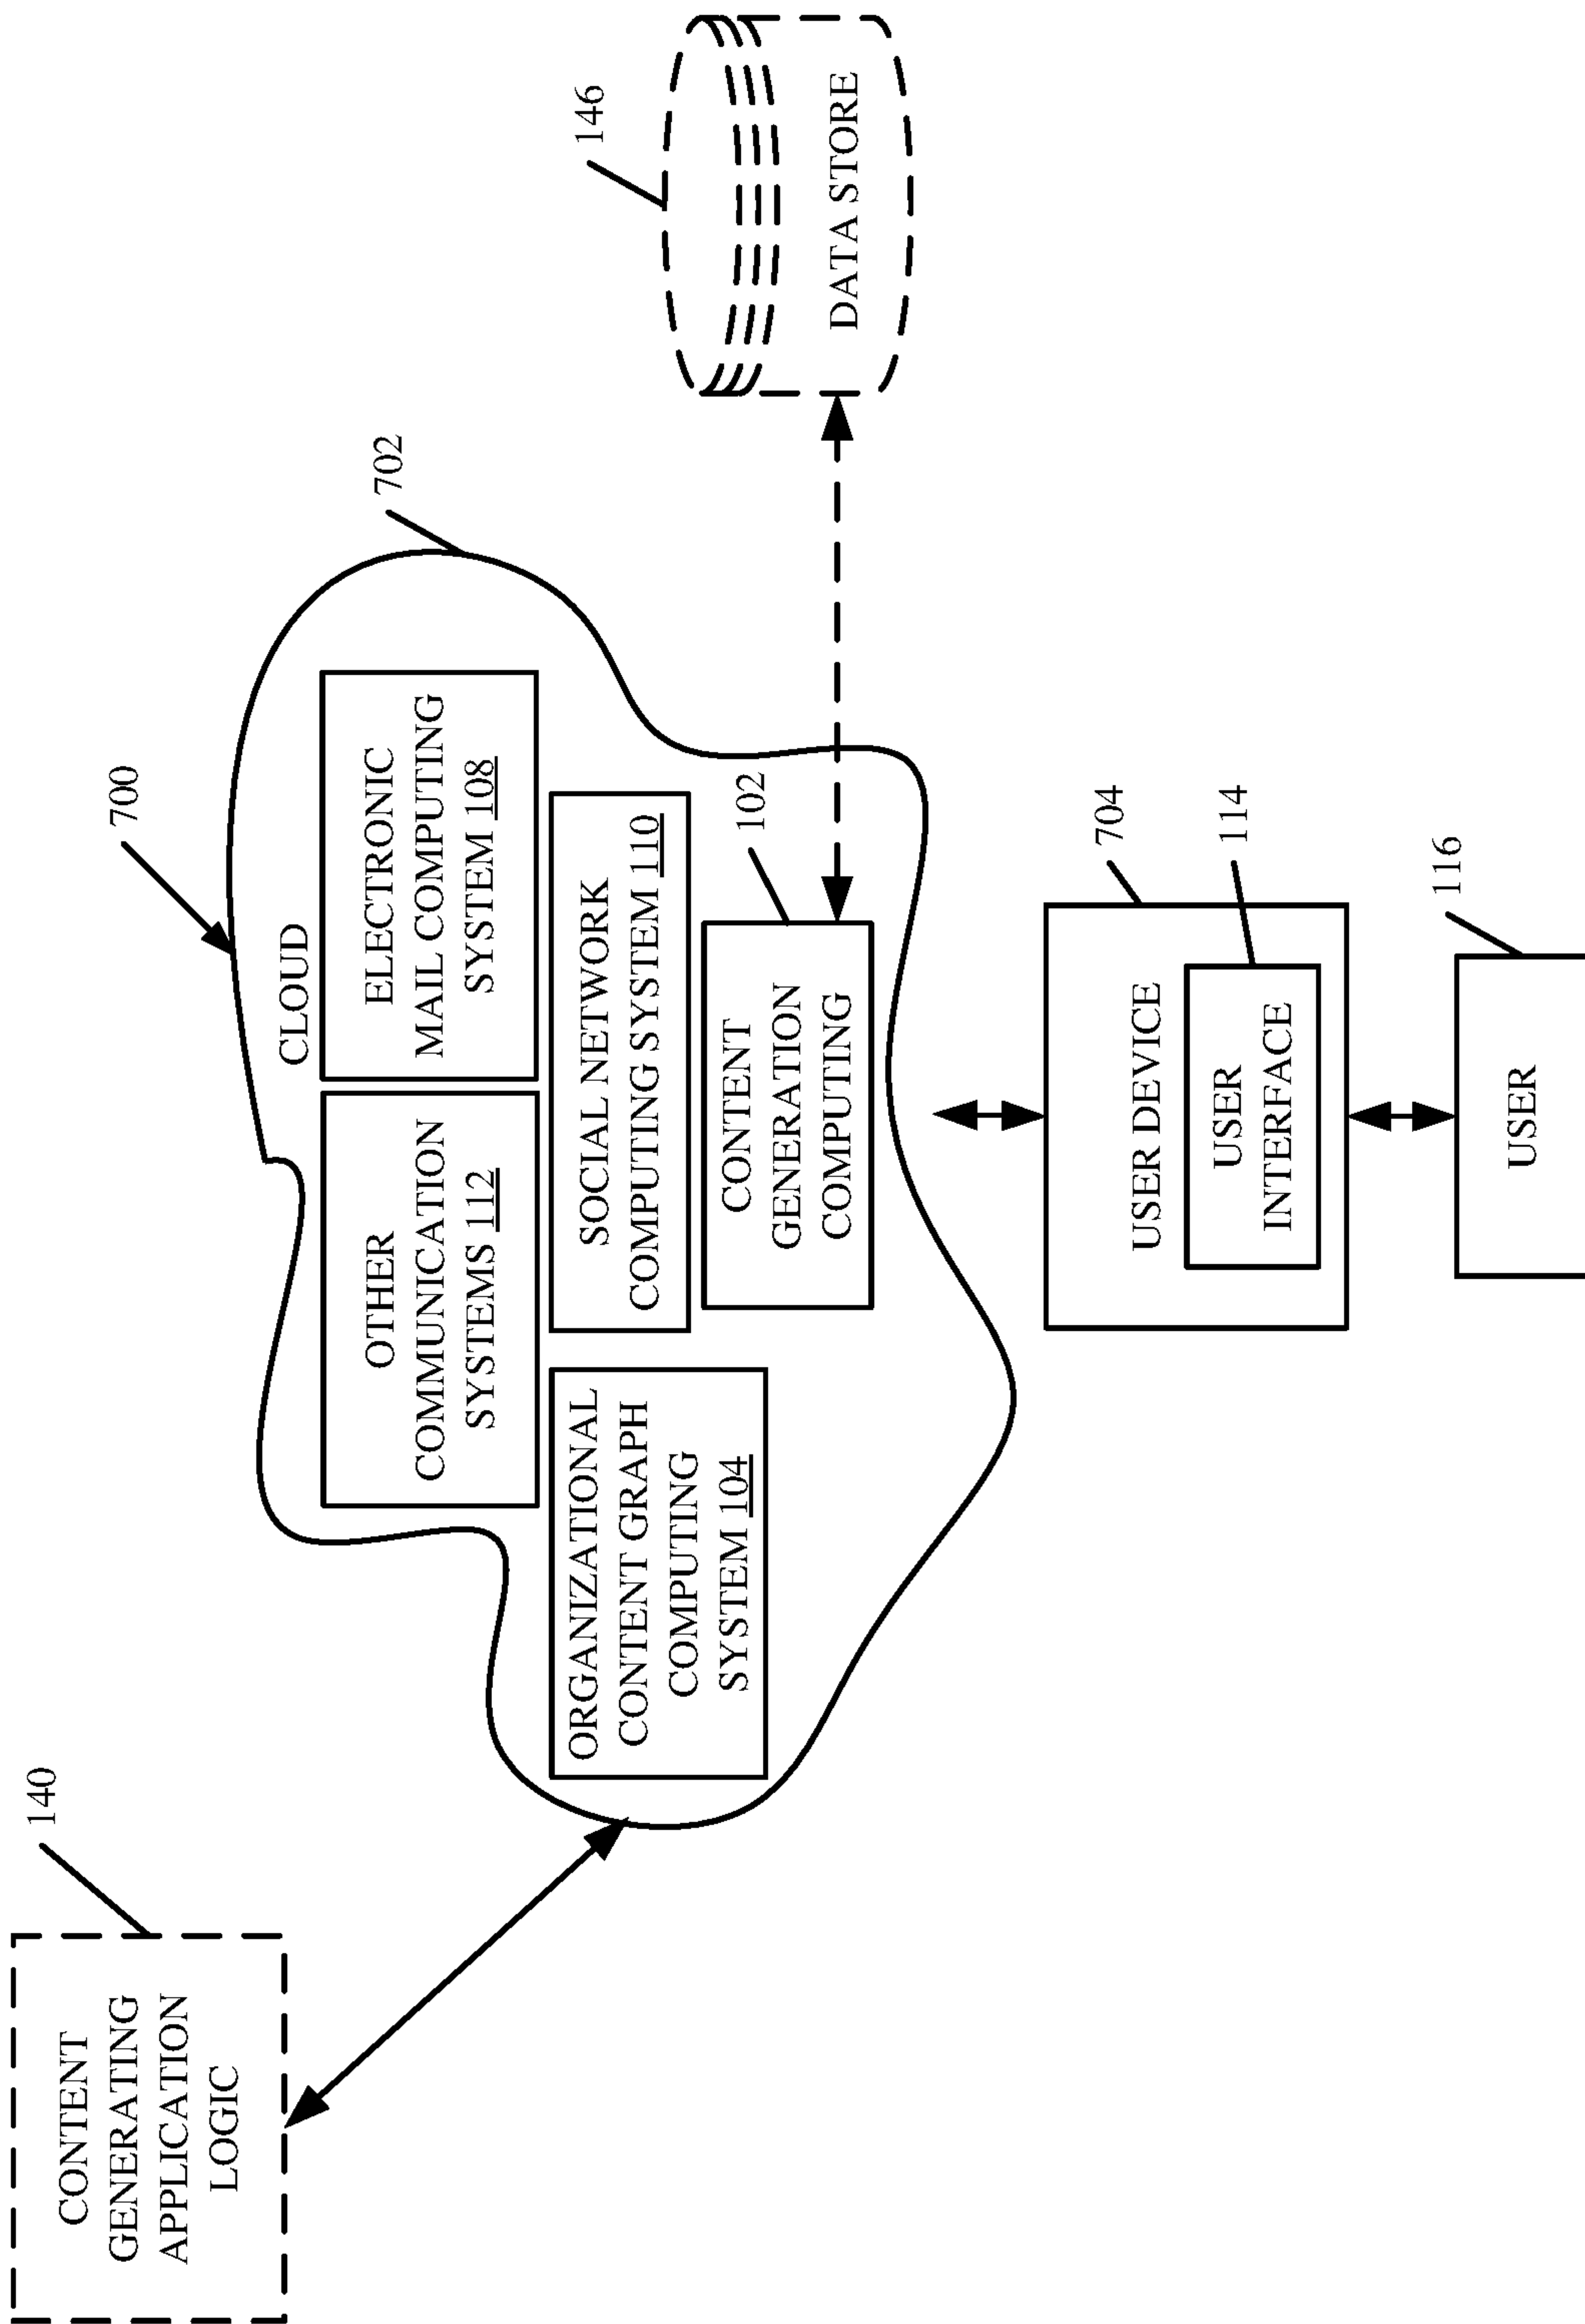 700
702
CLOUD
OTHER
COMMUNICATION
SYSTEMS 112
ELECTRONIC
MAIL COMPUTING
SYSTEM 108
ORGANIZATIONAL
CONTENT GRAPH
COMPUTING
SYSTEM 104
SOCIAL NETWORK
COMPUTING SYSTEM 110
CONTENT
GENERATION
COMPUTING
102
140
CONTENT
GENERATING
APPLICATION
LOGIC
146
DATA STORE
USER DEVICE
704
USER
INTERFACE
114
USER
116